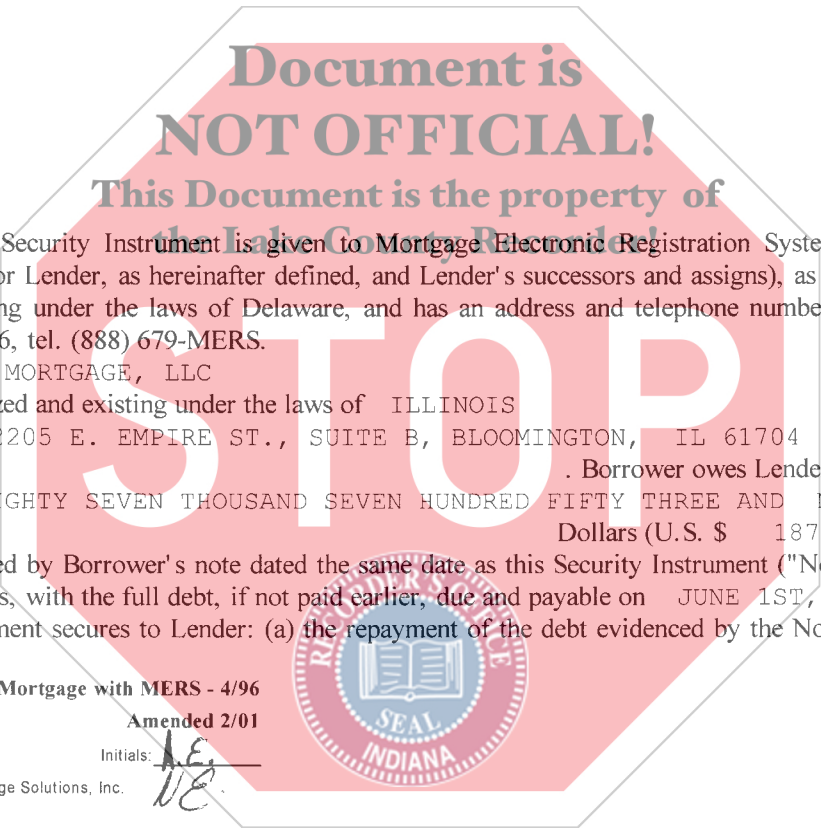 Document is
NOT OFFICIAL!
This Document is the property of
the Lake County Recorder!
Security Instrument is given to Mortgage Electronic Registration Syste
or Lender, as hereinafter defined, and Lender's successors and assigns), as
ng under the laws of Delaware, and has an address and telephone numbe
6, tel. (888) 679-MERS.
MORTGAGE, LLC
zed and existing under the laws of ILLINOIS
2205 E. EMPIRE ST., SUITE B, BLOOMINGTON, IL 61704
. Borrower owes Lende
IGHTY SEVEN THOUSAND SEVEN HUNDRED FIFTY THREE AND
Dollars (U.S. $ 187
ed by Borrower's note dated the same date as this Security Instrument ("No
s, with the full debt, if not paid earlier, due and payable on JUNE 1ST,
ment secures to Lender: (a) the repayment of the debt evidenced by the No
STOP
RECORDER'S OFFICE
SEAL
INDIANA
Mortgage with MERS - 4/96
Amended 2/01
Initials: A.E.
NE
ge Solutions, Inc.